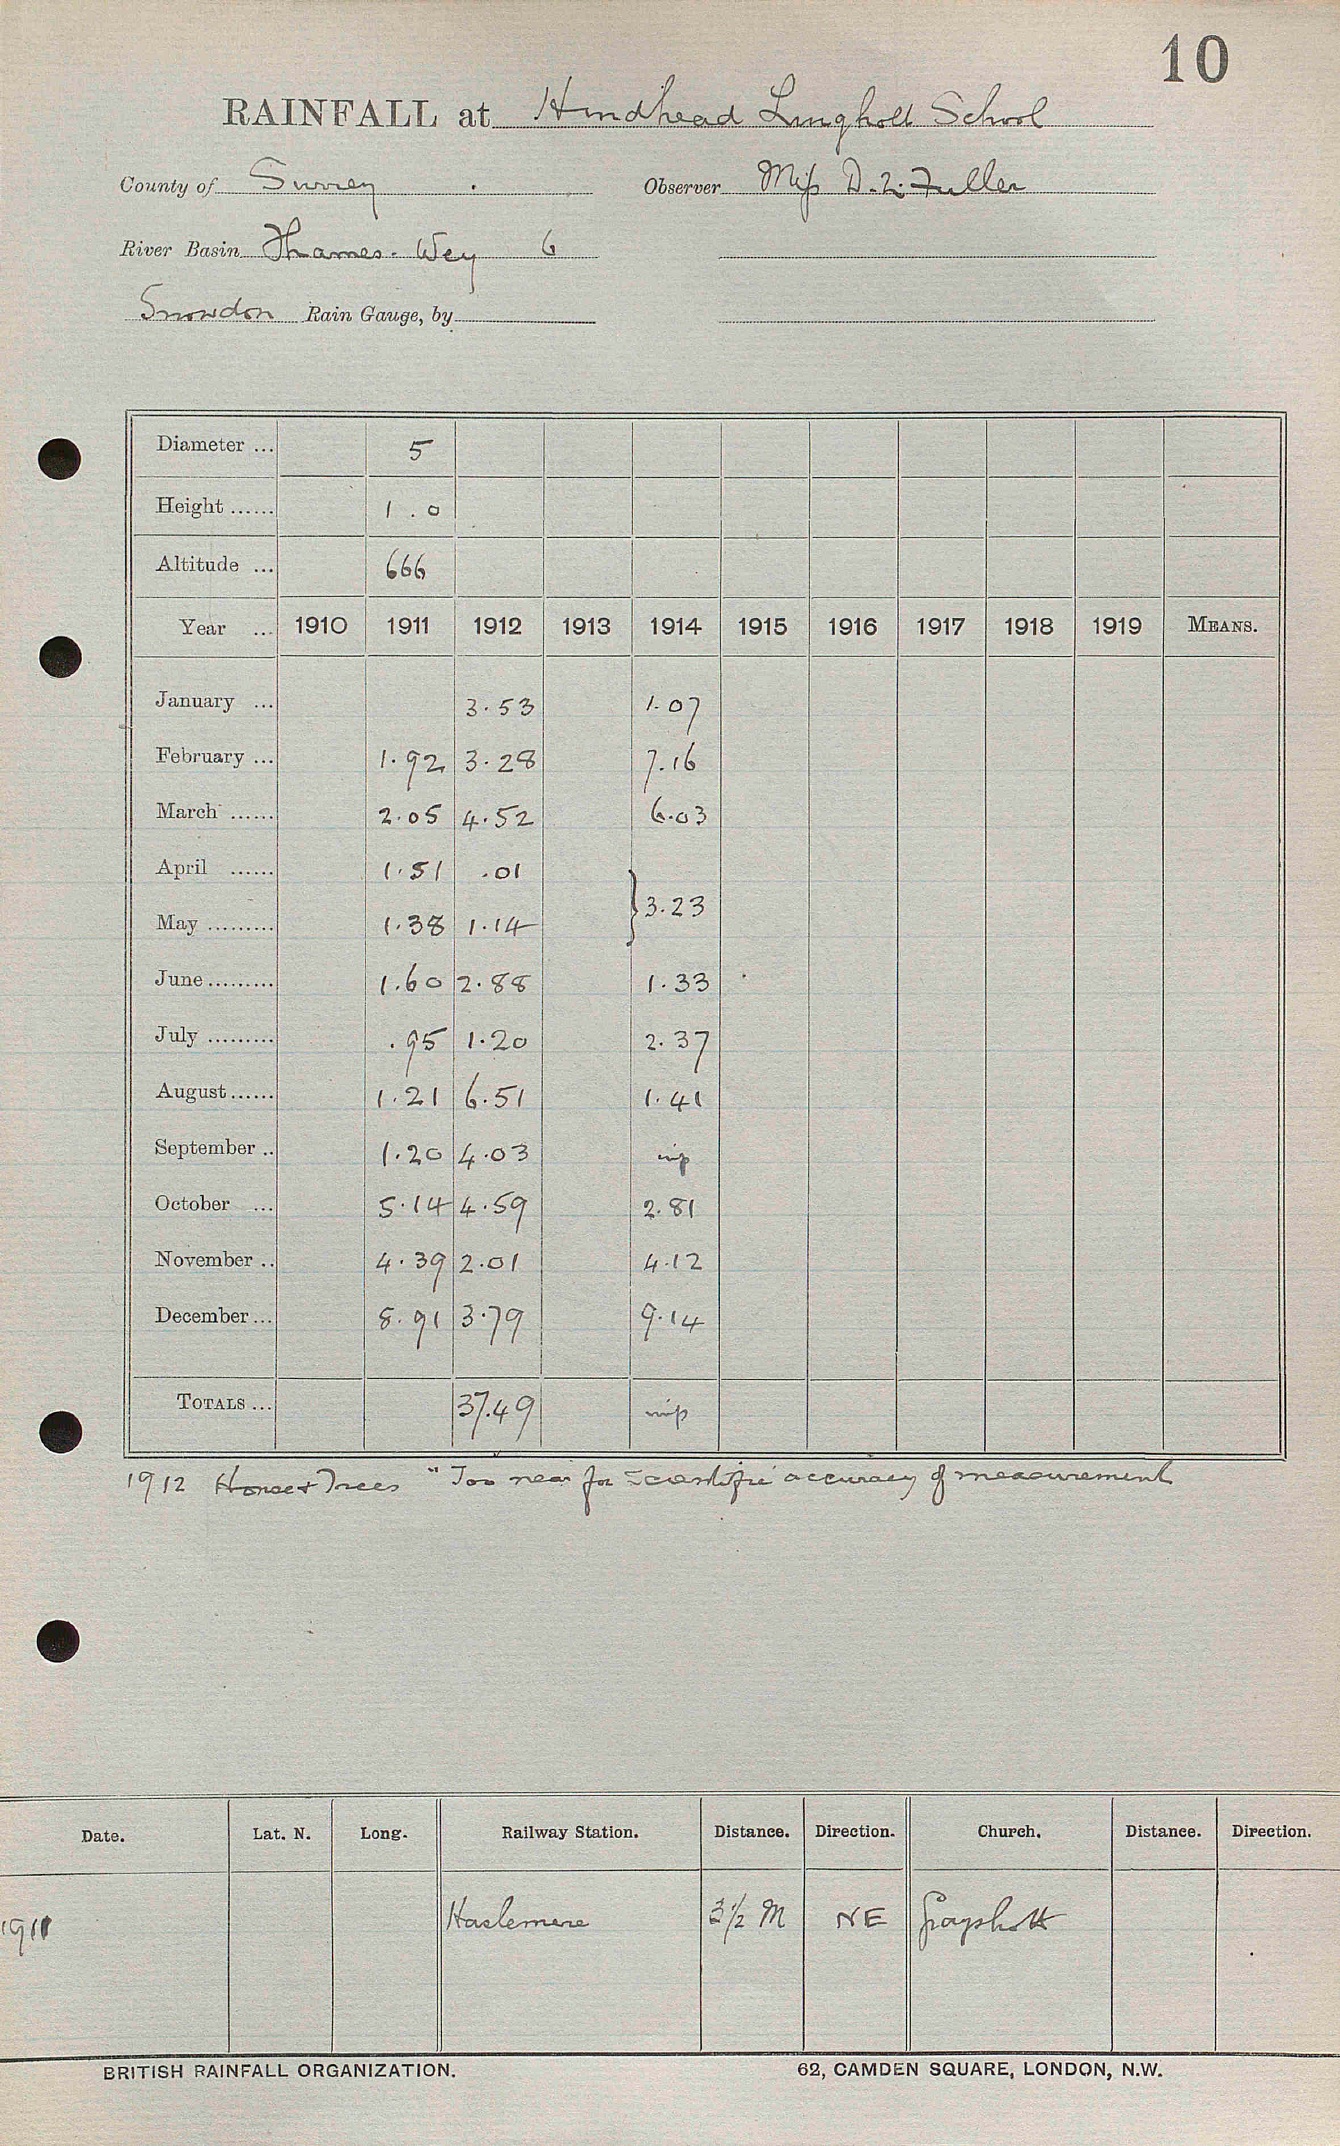 10
RAINFALL at Hindhead Lingholt School
County of Surrey Observer Miss D. L. Fuller
River Basin Thames - Wey 6
Snowdon Rain Gauge, by
Diameter ... 5
Height ...... 1 . 0
Altitude ... 666
Year ... 1910 1911 1912 1913 1914 1915 1916 1917 1918 1919 MEANS.
January ... 3.53 1.07
February ... 1.92 3.28 7.16
March ...... 2.05 4.52 6.03
April ...... 1.51 .01
} 3.23
May ......... 1.38 1.14
June ......... 1.60 2.88 1.33
July ......... .95 1.20 2.37
August ...... 1.21 6.51 1.41
September .. 1.20 4.03
October ... 5.14 4.59 2.81
November .. 4.39 2.01 4.12
December ... 8.91 3.79 9.14
TOTALS ... 37.49
1912 House & Trees "Too near for scientific accuracy of measurement
Date. Lat. N. Long. Railway Station. Distance. Direction. Church. Distance. Direction.
1911 Haslemere 3½ M NE Grayshott
BRITISH RAINFALL ORGANIZATION. 62, CAMDEN SQUARE, LONDON, N.W.